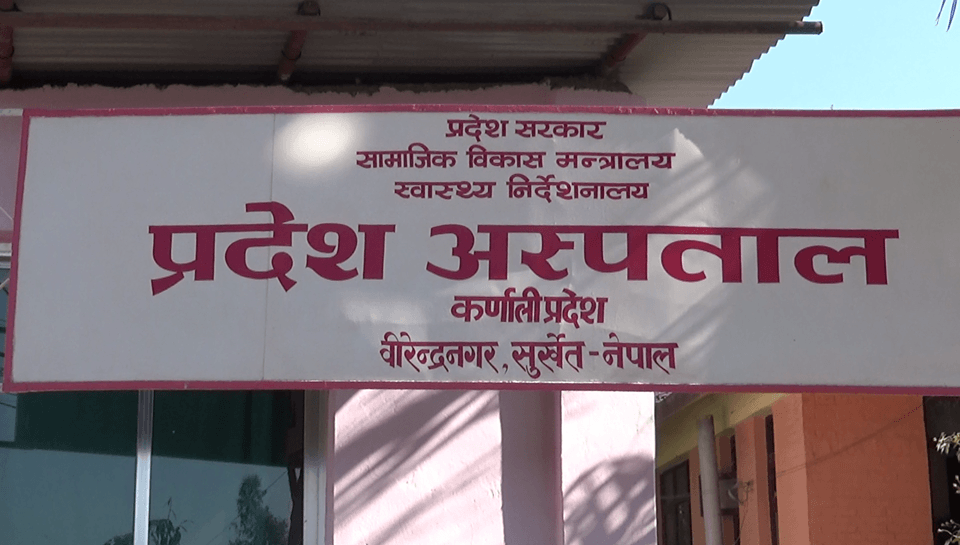 प्रदेश सरकार
सामाजिक विकास मन्त्रालय
स्वास्थ्य निर्देशनालय
प्रदेश अस्पताल
कर्णाली प्रदेश
वीरेन्द्रनगर, सुर्खेत - नेपाल